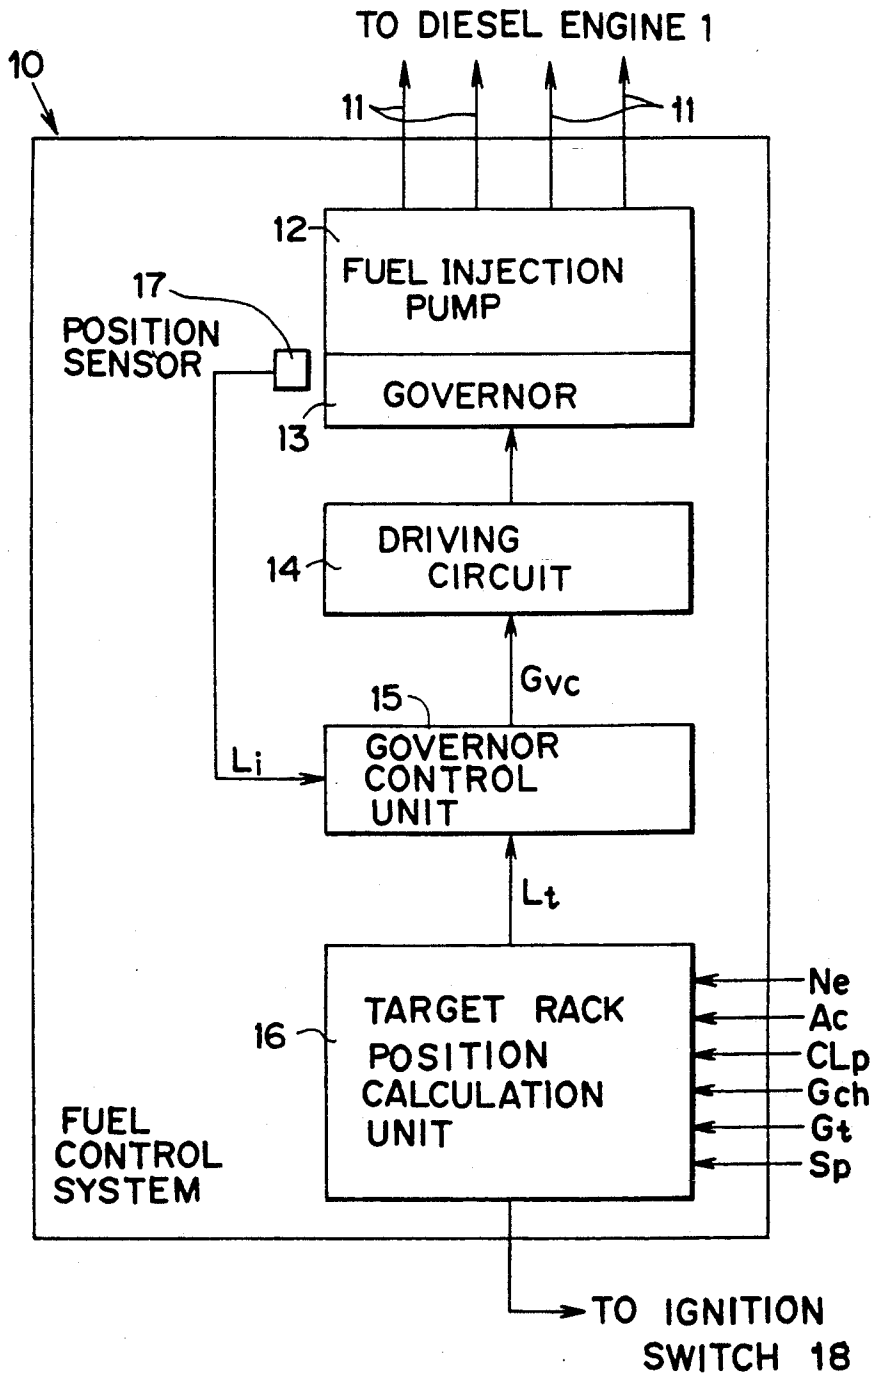 TO DIESEL ENGINE 1
10
11
11
12
FUEL INJECTION
PUMP
17
POSITION
SENSOR
GOVERNOR
13
DRIVING
CIRCUIT
14
Gvc
15
GOVERNOR
CONTROL
UNIT
Li
Lt
16
TARGET RACK
POSITION
CALCULATION
UNIT
Ne
Ac
CLp
Gch
Gt
Sp
FUEL
CONTROL
SYSTEM
TO IGNITION
SWITCH 18